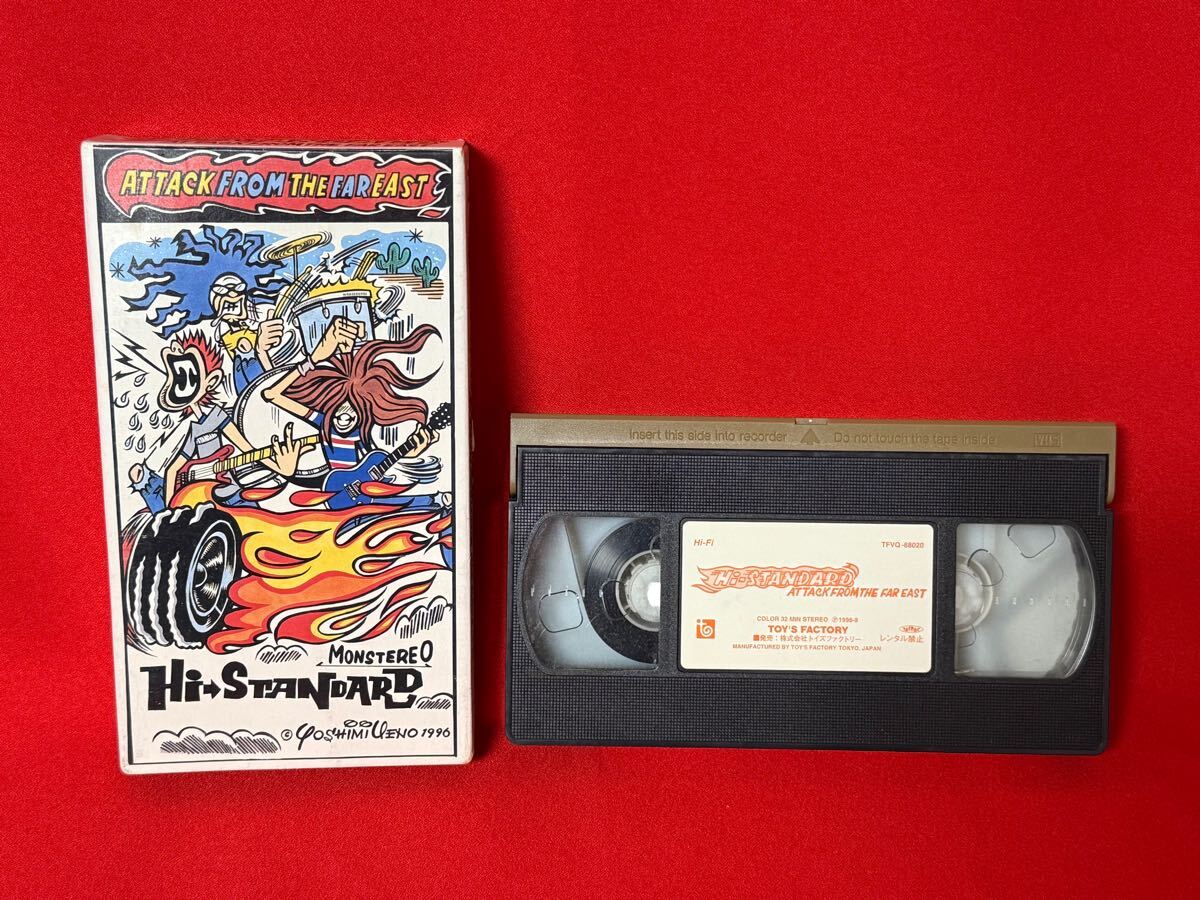 ATTACK FROM THE FAR EAST
MONSTEREO
Hi→STANDARD
© YOSHIMI UENO 1996
Insert this side into recorder
Do not touch the tape inside
VHS
Hi-Fi
TFVQ-68020
Hi-STANDARD
ATTACK FROM THE FAR EAST
COLOR 32 MIN STEREO Ⓟ1996-8
TOY'S FACTORY
■発売:株式会社トイズファクトリー
レンタル禁止
MANUFACTURED BY TOY'S FACTORY TOKYO, JAPAN